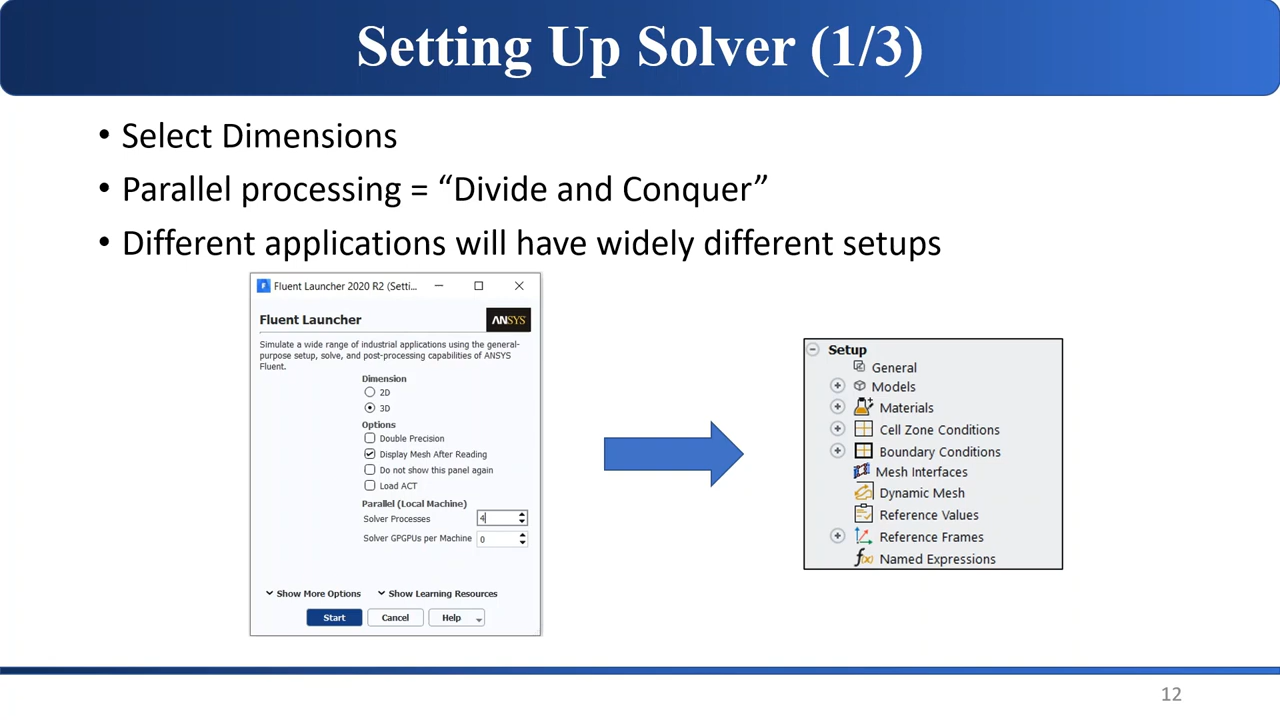 Setting Up Solver (1/3)
• Select Dimensions
• Parallel processing = “Divide and Conquer”
• Different applications will have widely different setups
Fluent Launcher 2020 R2 (Setti...
Fluent Launcher
ANSYS
Simulate a wide range of industrial applications using the general-
purpose setup, solve, and post-processing capabilities of ANSYS
Fluent.
Dimension
2D
3D
Options
Double Precision
Display Mesh After Reading
Do not show this panel again
Load ACT
Parallel (Local Machine)
Solver Processes 4
Solver GPGPUs per Machine 0
Show More Options Show Learning Resources
Start Cancel Help
Setup
General
Models
Materials
Cell Zone Conditions
Boundary Conditions
Mesh Interfaces
Dynamic Mesh
Reference Values
Reference Frames
Named Expressions
12